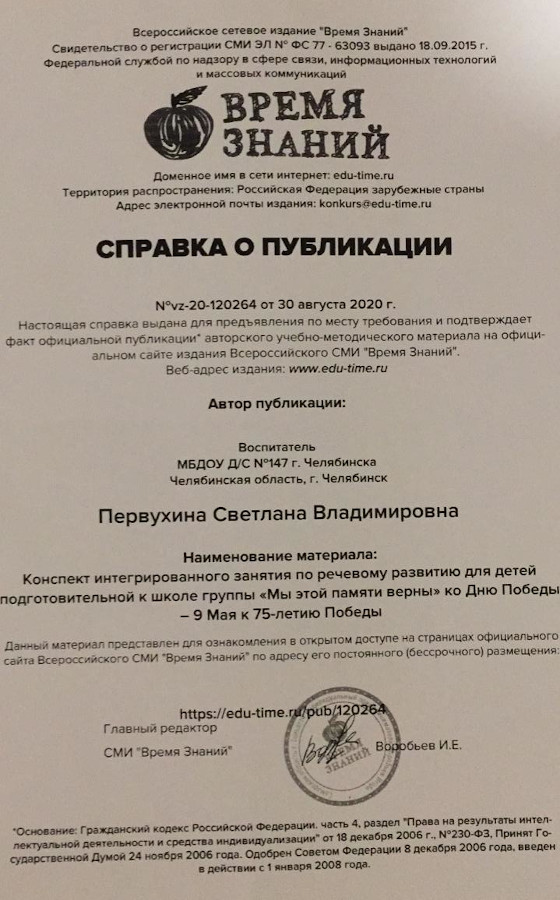 Всероссийское сетевое издание "Время Знаний"
Свидетельство о регистрации СМИ ЭЛ № ФС 77 - 63093 выдано 18.09.2015 г.
Федеральной службой по надзору в сфере связи, информационных технологий
и массовых коммуникаций
ВРЕМЯ
ЗНАНИЙ
Доменное имя в сети интернет: edu-time.ru
Территория распространения: Российская Федерация зарубежные страны
Адрес электронной почты издания: konkurs@edu-time.ru
СПРАВКА О ПУБЛИКАЦИИ
№vz-20-120264 от 30 августа 2020 г.
Настоящая справка выдана для предъявления по месту требования и подтверждает
факт официальной публикации* авторского учебно-методического материала на офици-
альном сайте издания Всероссийского СМИ "Время Знаний".
Веб-адрес издания: www.edu-time.ru
Автор публикации:
Воспитатель
МБДОУ Д/С №147 г. Челябинска
Челябинская область, г. Челябинск
Первухина Светлана Владимировна
Наименование материала:
Конспект интегрированного занятия по речевому развитию для детей
подготовительной к школе группы «Мы этой памяти верны» ко Дню Победы
– 9 Мая к 75-летию Победы
Данный материал представлен для ознакомления в открытом доступе на страницах официального
сайта Всероссийского СМИ "Время Знаний" по адресу его постоянного (бессрочного) размещения:
https://edu-time.ru/pub/120264
Главный редактор
СМИ "Время Знаний"
ВРЕМЯ
ЗНАНИЙ
Воробьев И.Е.
*Основание: Гражданский кодекс Российской Федерации. часть 4, раздел "Права на результаты интел-
лектуальной деятельности и средства индивидуализации" от 18 декабря 2006 г., №230-ФЗ, Принят Го-
сударственной Думой 24 ноября 2006 года. Одобрен Советом Федерации 8 декабря 2006 года, введен
в действии с 1 января 2008 года.